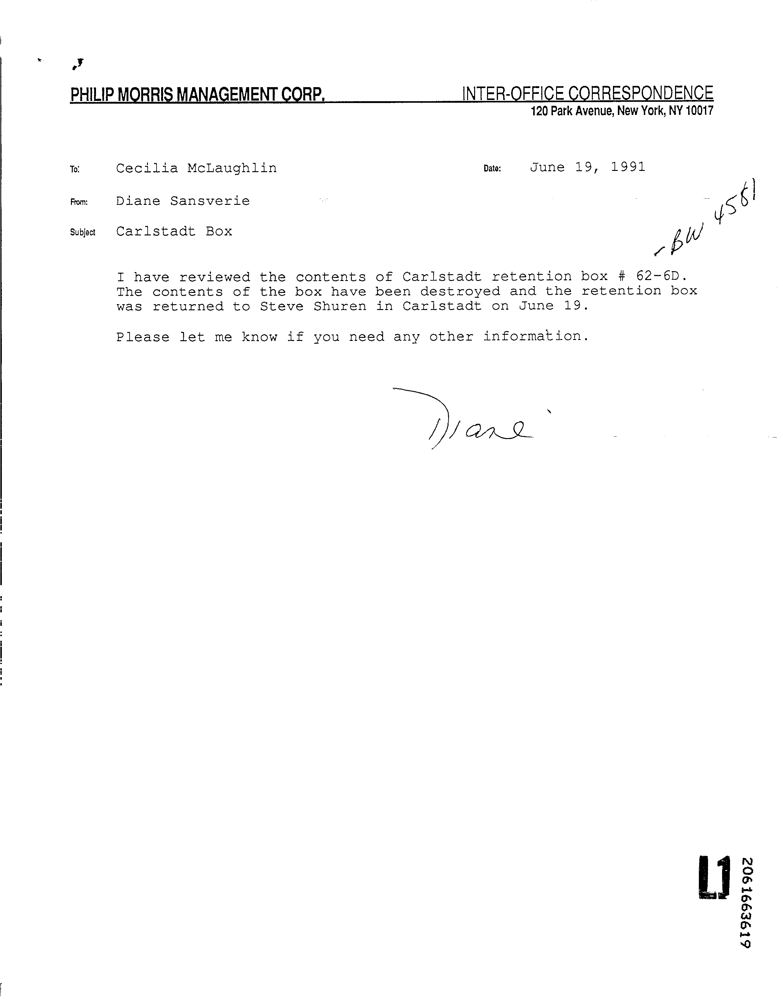 PHILIP MORRIS MANAGEMENT CORP. INTER-OFFICE CORRESPONDENCE
120 Park Avenue, New York, NY 10017
To: Cecilia McLaughlin Date: June 19, 1991
From: Diane Sansverie
Subject Carlstadt Box
-BW 4561
I have reviewed the contents of Carlstadt retention box # 62-6D.
The contents of the box have been destroyed and the retention box
was returned to Steve Shuren in Carlstadt on June 19.
Please let me know if you need any other information.
Diane
L1
2061663619